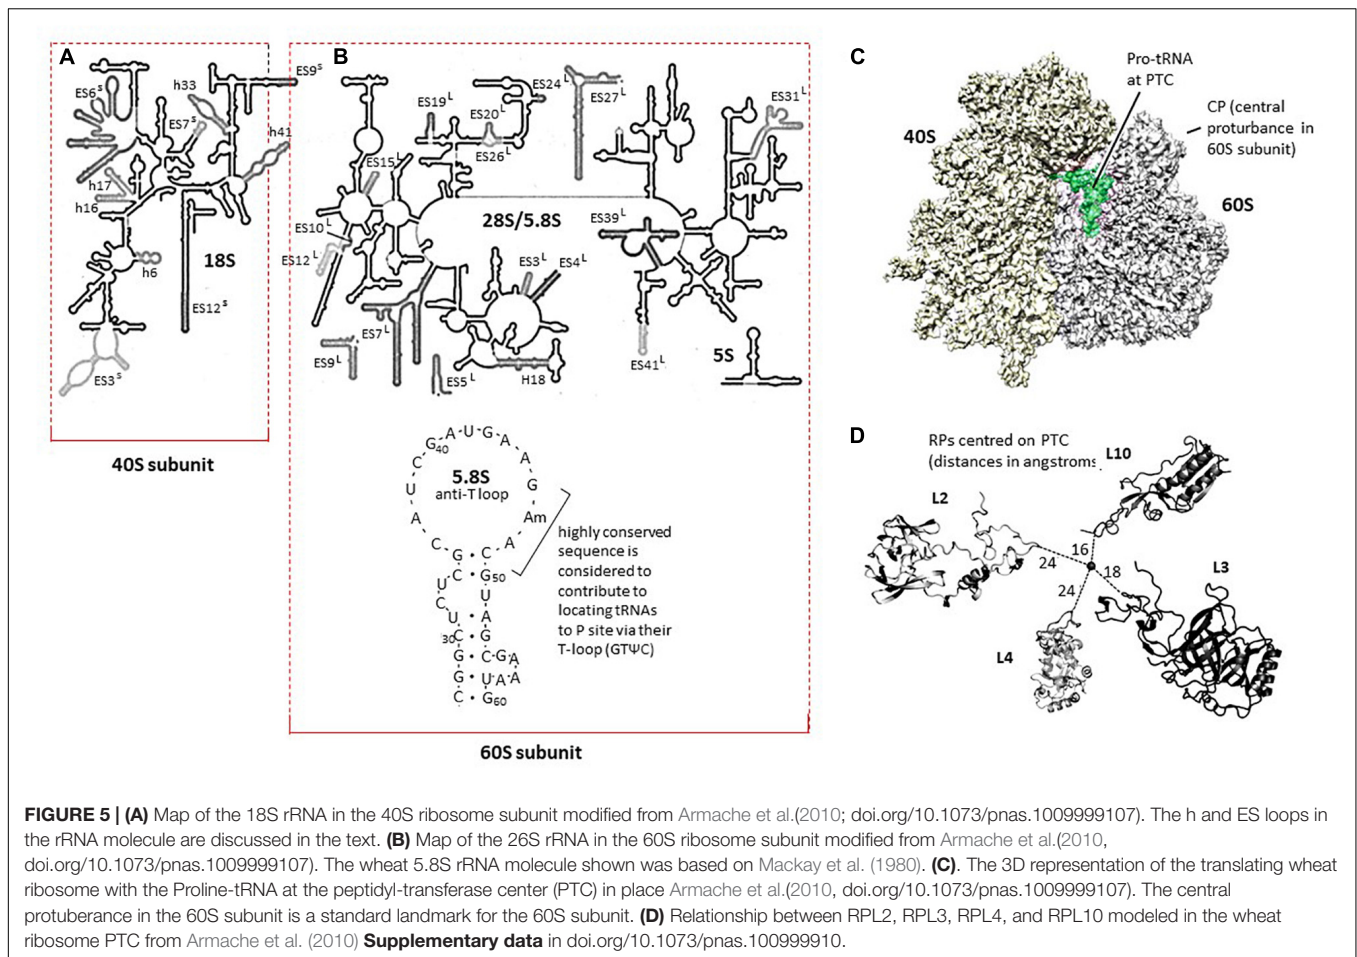 A
ES6S
h33
ES9S
ES7S
h41
h17
h16
18S
h6
ES12S
ES3S
40S subunit
B
ES19L
ES20L
ES24L
ES27L
ES31L
ES15L
ES26L
28S/5.8S
ES39L
ES10L
ES12L
ES3L
ES4L
ES7L
ES9L
ES5L
H18
ES41L
5S
5.8S
anti-T loop
C
A
U
C
G
40
A
U
G
A
A
G
Am
A
G • C
C • G50
U
U
C
A
U • G
C
30
G • C-G-A
G • U-A-A
C • G60
highly conserved
sequence is
considered to
contribute to
locating tRNAs
to P site via their
T-loop (GTΨC)
60S subunit
C
Pro-tRNA
at PTC
CP (central
proturbance in
60S subunit)
40S
60S
D
RPs centred on PTC
(distances in angstroms
L10
L2
16
24
18
24
L3
L4
FIGURE 5 | (A) Map of the 18S rRNA in the 40S ribosome subunit modified from Armache et al.(2010; doi.org/10.1073/pnas.1009999107). The h and ES loops in
the rRNA molecule are discussed in the text. (B) Map of the 26S rRNA in the 60S ribosome subunit modified from Armache et al.(2010,
doi.org/10.1073/pnas.1009999107). The wheat 5.8S rRNA molecule shown was based on Mackay et al. (1980). (C). The 3D representation of the translating wheat
ribosome with the Proline-tRNA at the peptidyl-transferase center (PTC) in place Armache et al.(2010, doi.org/10.1073/pnas.1009999107). The central
protuberance in the 60S subunit is a standard landmark for the 60S subunit. (D) Relationship between RPL2, RPL3, RPL4, and RPL10 modeled in the wheat
ribosome PTC from Armache et al. (2010) Supplementary data in doi.org/10.1073/pnas.100999910.